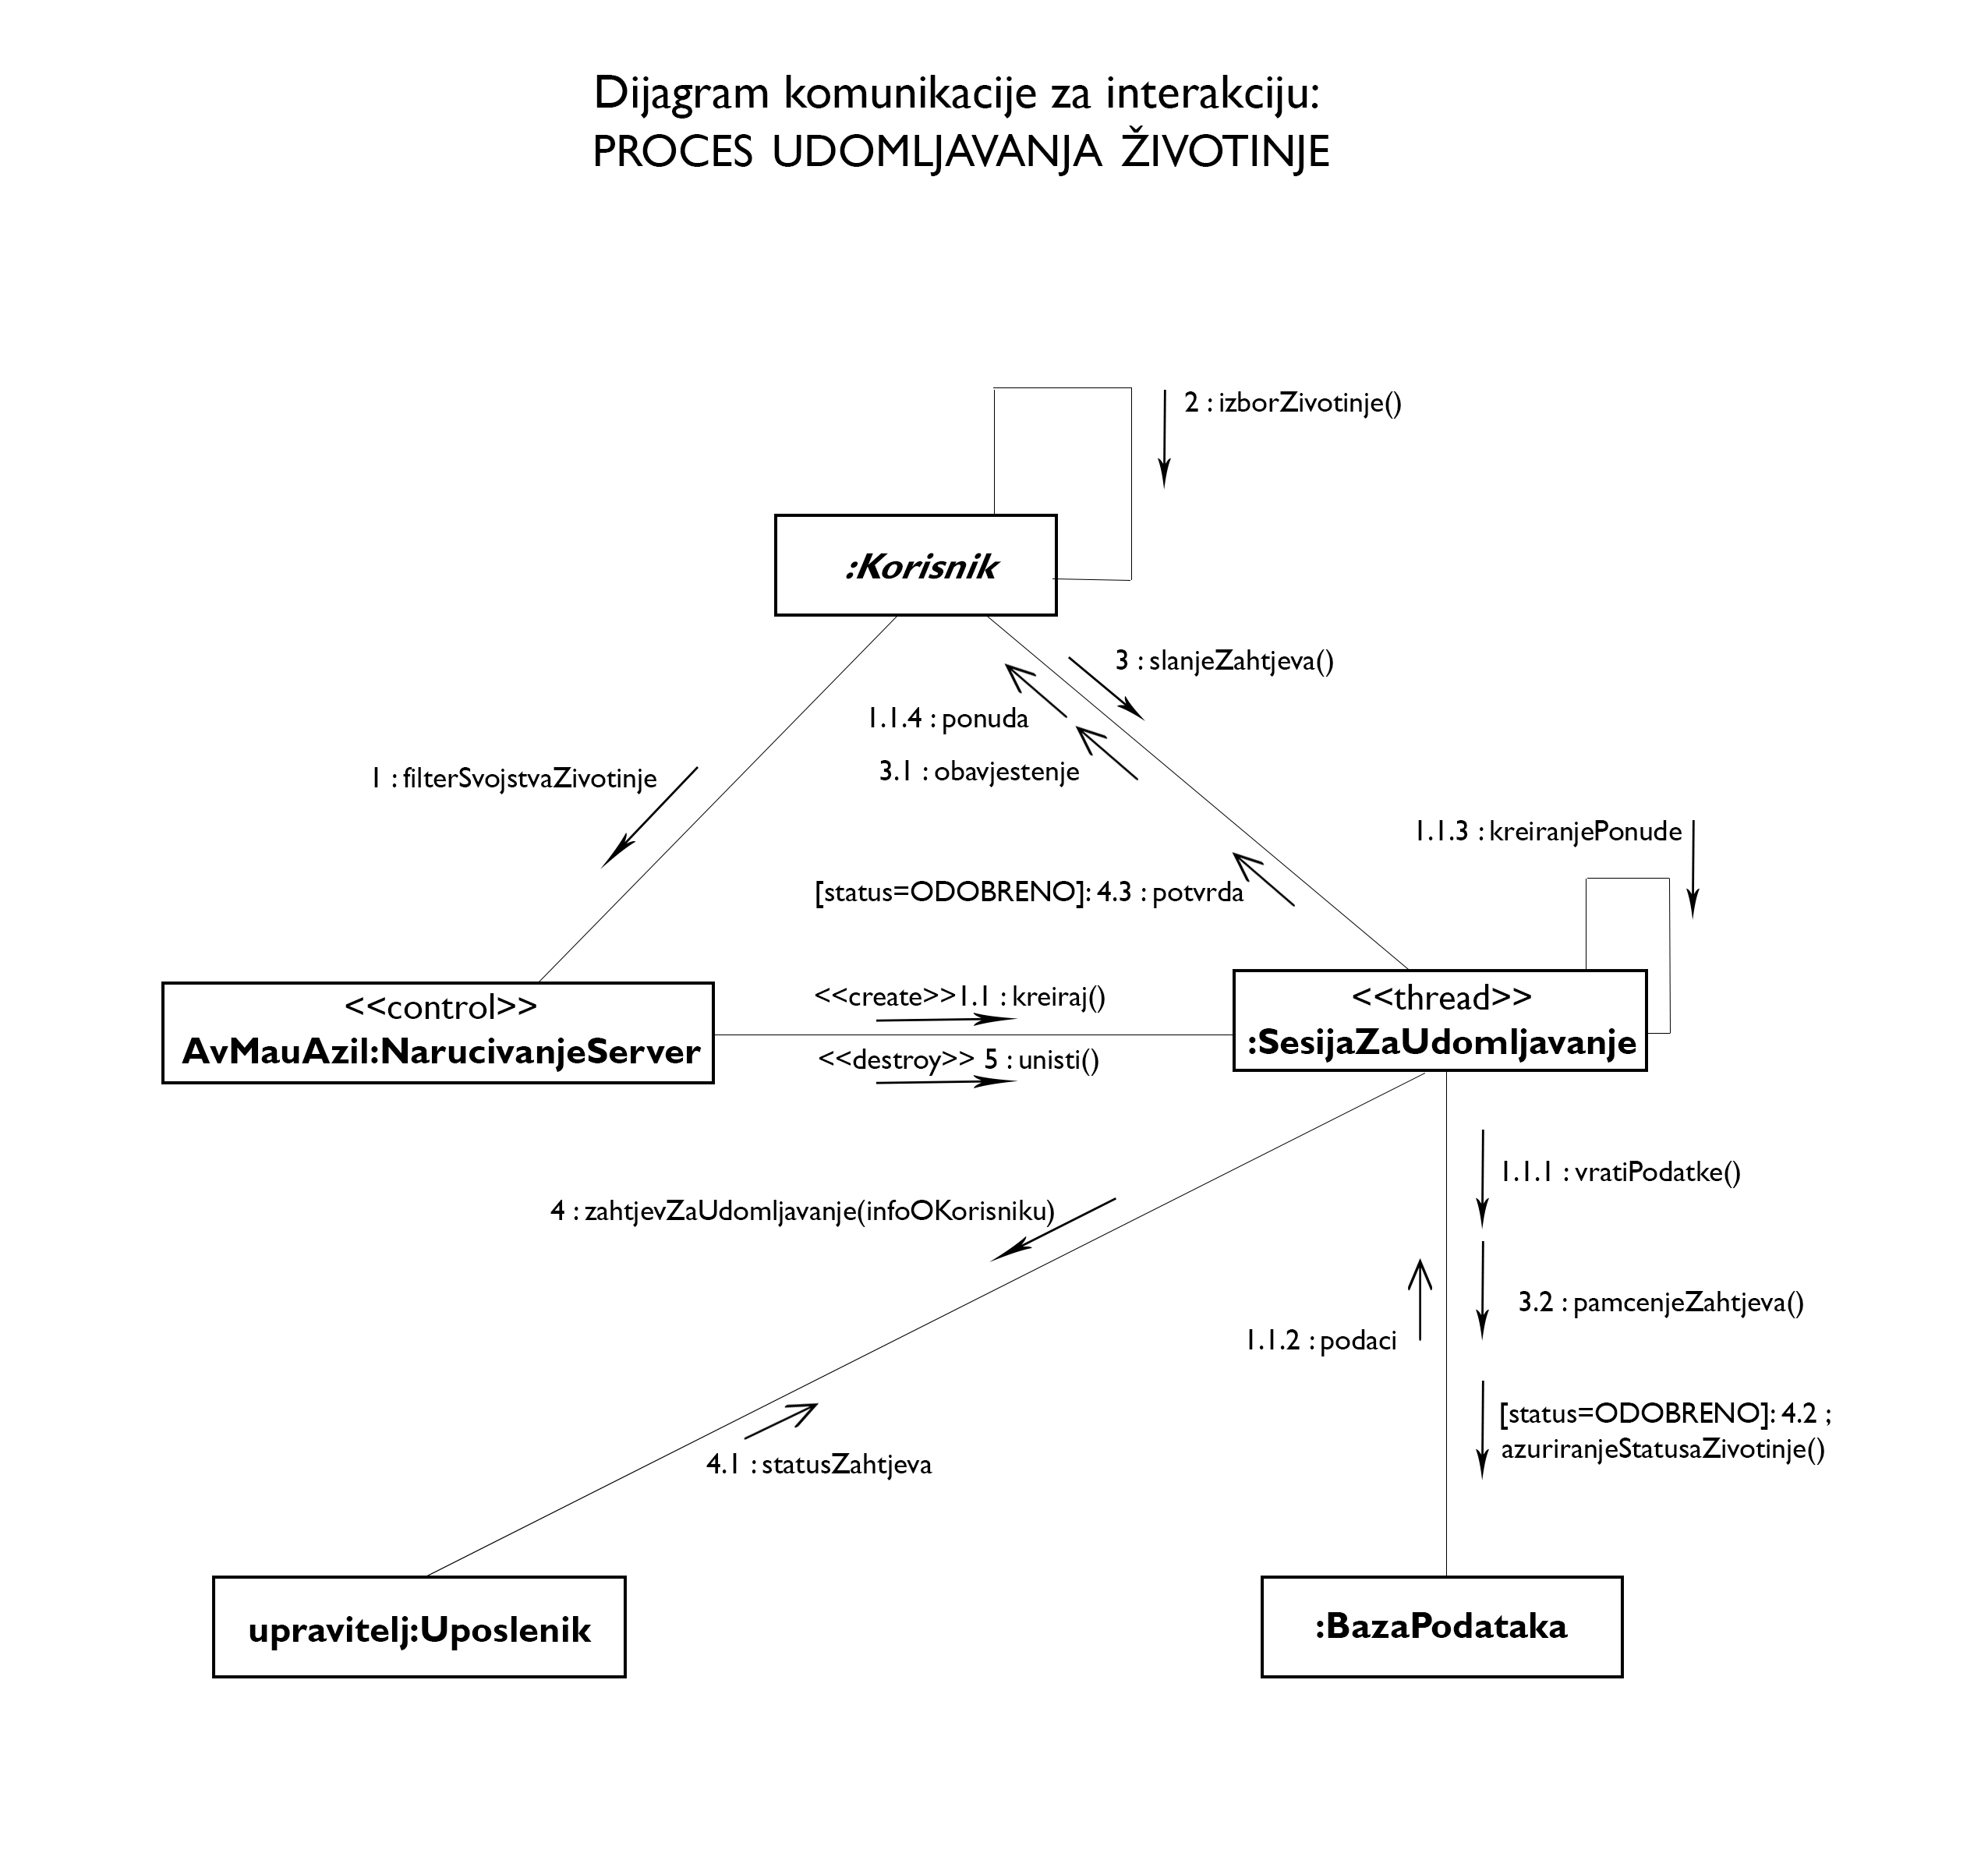 Dijagram komunikacije za interakciju:
PROCES UDOMLJAVANJA ŽIVOTINJE
2 : izborZivotinje()
:Korisnik
3 : slanjeZahtjeva()
1.1.4 : ponuda
3.1 : obavjestenje
1 : filterSvojstvaZivotinje
1.1.3 : kreiranjePonude
[status=ODOBRENO]: 4.3 : potvrda
<<control>>
AvMauAzil:NarucivanjeServer
<<create>>1.1 : kreiraj()
<<destroy>> 5 : unisti()
<<thread>>
:SesijaZaUdomljavanje
1.1.1 : vratiPodatke()
4 : zahtjevZaUdomljavanje(infoOKorisniku)
3.2 : pamcenjeZahtjeva()
1.1.2 : podaci
[status=ODOBRENO]: 4.2 ;
azuriranjeStatusaZivotinje()
4.1 : statusZahtjeva
upravitelj:Uposlenik
:BazaPodataka